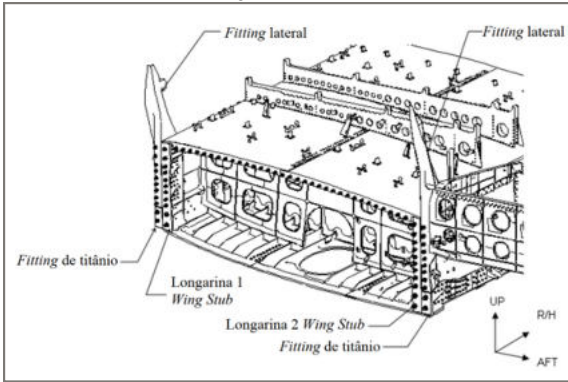 Fitting lateral
Fitting lateral
Fitting de titânio
Longarina 1
Wing Stub
Longarina 2 Wing Stub
Fitting de titânio
UP
R/H
AFT